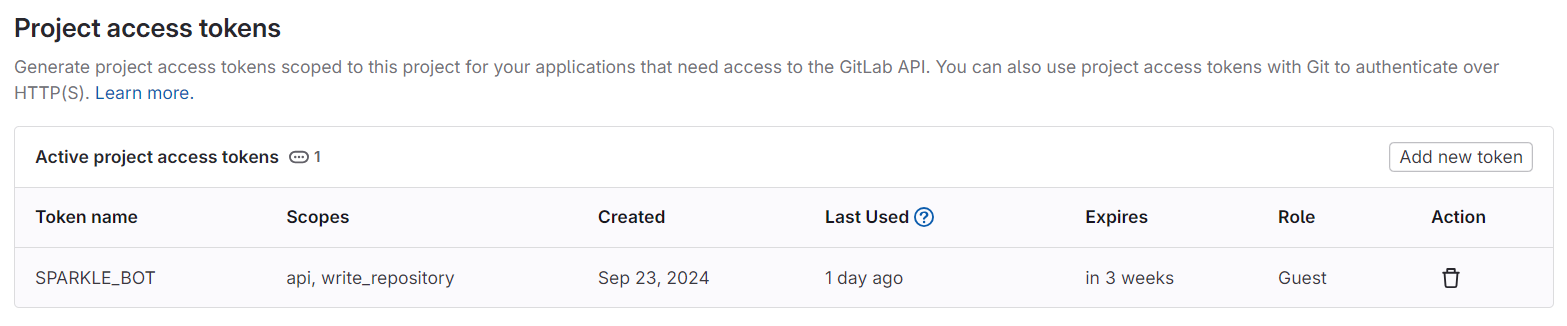 Project access tokens
Generate project access tokens scoped to this project for your applications that need access to the GitLab API. You can also use project access tokens with Git to authenticate over
HTTP(S). Learn more.
Active project access tokens 1 Add new token
Token name Scopes Created Last Used ? Expires Role Action
SPARKLE_BOT api, write_repository Sep 23, 2024 1 day ago in 3 weeks Guest